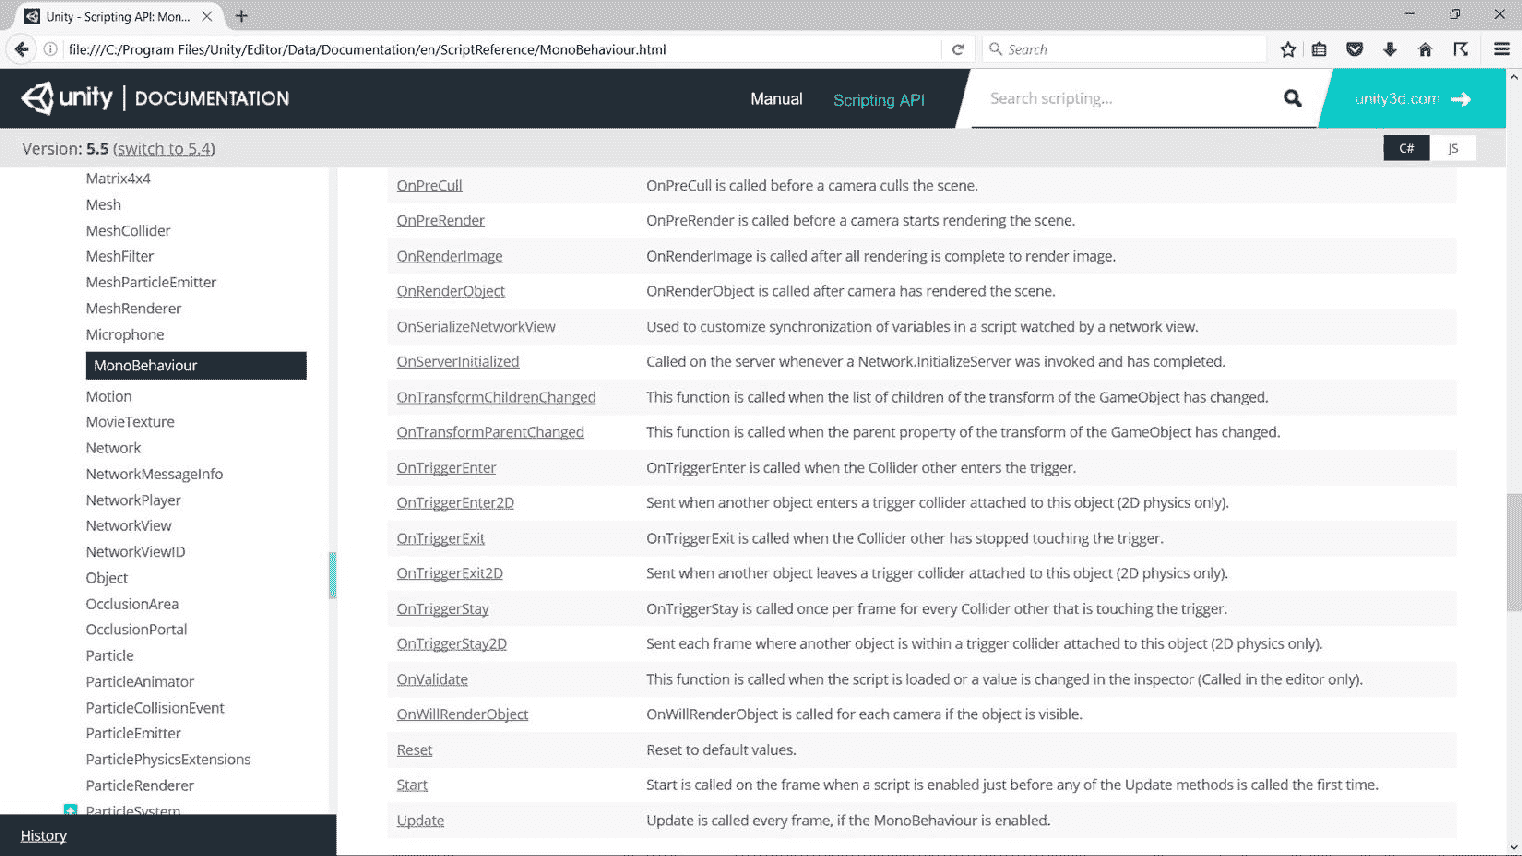 Unity - Scripting API: Mon...
file:///C:/Program Files/Unity/Editor/Data/Documentation/en/ScriptReference/MonoBehaviour.html
Search
unity | DOCUMENTATION
Manual
Scripting API
Search scripting...
unity3d.com
Version: 5.5 (switch to 5.4)
C#
JS
Matrix4x4
Mesh
MeshCollider
MeshFilter
MeshParticleEmitter
MeshRenderer
Microphone
MonoBehaviour
Motion
MovieTexture
Network
NetworkMessageInfo
NetworkPlayer
NetworkView
NetworkViewID
Object
OcclusionArea
OcclusionPortal
Particle
ParticleAnimator
ParticleCollisionEvent
ParticleEmitter
ParticlePhysicsExtensions
ParticleRenderer
ParticleSystem
History
OnPreCull OnPreCull is called before a camera culls the scene.
OnPreRender OnPreRender is called before a camera starts rendering the scene.
OnRenderImage OnRenderImage is called after all rendering is complete to render image.
OnRenderObject OnRenderObject is called after camera has rendered the scene.
OnSerializeNetworkView Used to customize synchronization of variables in a script watched by a network view.
OnServerInitialized Called on the server whenever a Network.InitializeServer was invoked and has completed.
OnTransformChildrenChanged This function is called when the list of children of the transform of the GameObject has changed.
OnTransformParentChanged This function is called when the parent property of the transform of the GameObject has changed.
OnTriggerEnter OnTriggerEnter is called when the Collider other enters the trigger.
OnTriggerEnter2D Sent when another object enters a trigger collider attached to this object (2D physics only).
OnTriggerExit OnTriggerExit is called when the Collider other has stopped touching the trigger.
OnTriggerExit2D Sent when another object leaves a trigger collider attached to this object (2D physics only).
OnTriggerStay OnTriggerStay is called once per frame for every Collider other that is touching the trigger.
OnTriggerStay2D Sent each frame where another object is within a trigger collider attached to this object (2D physics only).
OnValidate This function is called when the script is loaded or a value is changed in the inspector (Called in the editor only).
OnWillRenderObject OnWillRenderObject is called for each camera if the object is visible.
Reset Reset to default values.
Start Start is called on the frame when a script is enabled just before any of the Update methods is called the first time.
Update Update is called every frame, if the MonoBehaviour is enabled.